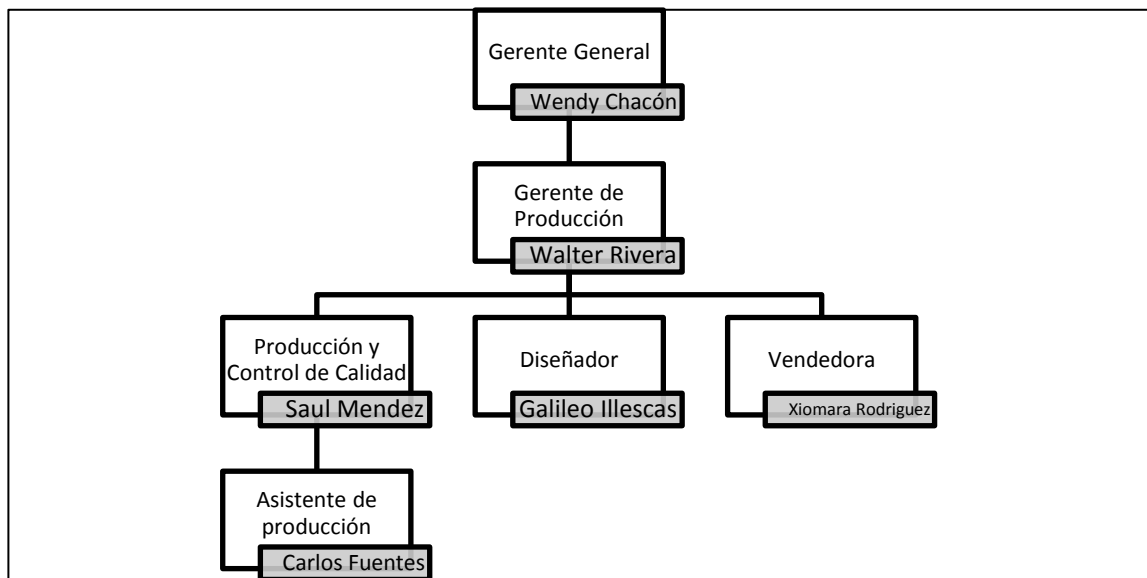 Gerente General
Wendy Chacón
Gerente de
Producción
Walter Rivera
Producción y
Control de Calidad
Saul Mendez
Diseñador
Galileo Illescas
Vendedora
Xiomara Rodriguez
Asistente de
producción
Carlos Fuentes